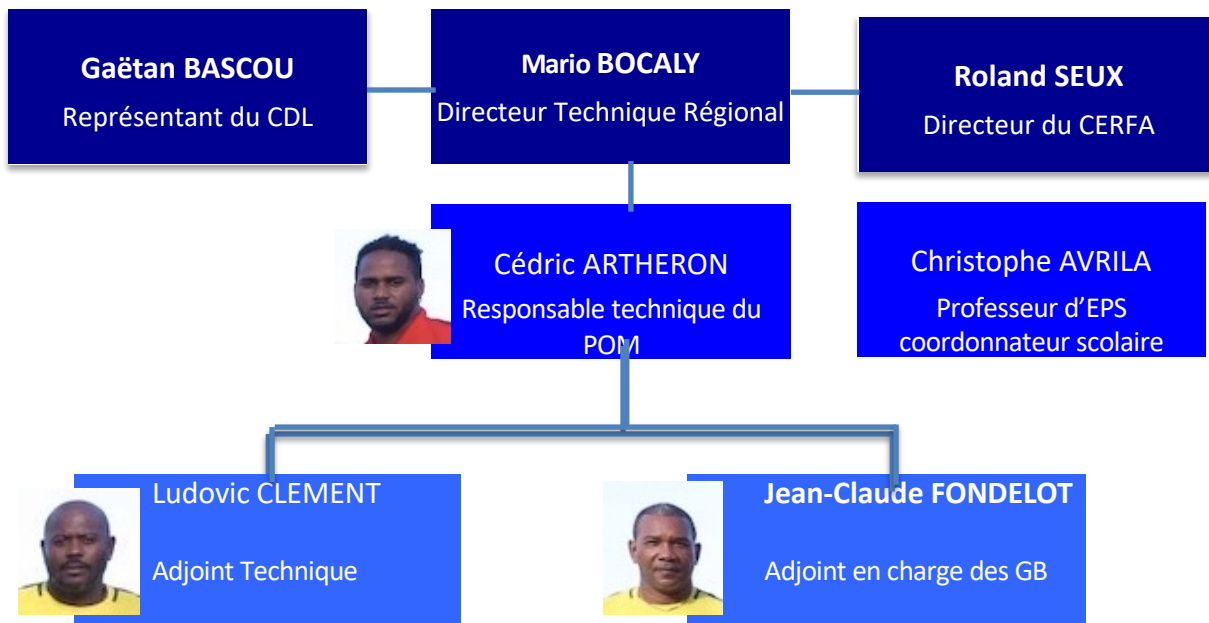 Gaëtan BASCOU
Représentant du CDL
Mario BOCALY
Directeur Technique Régional
Roland SEUX
Directeur du CERFA
Cédric ARTHERON
Responsable technique du
POM
Christophe AVRILA
Professeur d’EPS
coordonnateur scolaire
Ludovic CLEMENT
Adjoint Technique
Jean-Claude FONDELOT
Adjoint en charge des GB